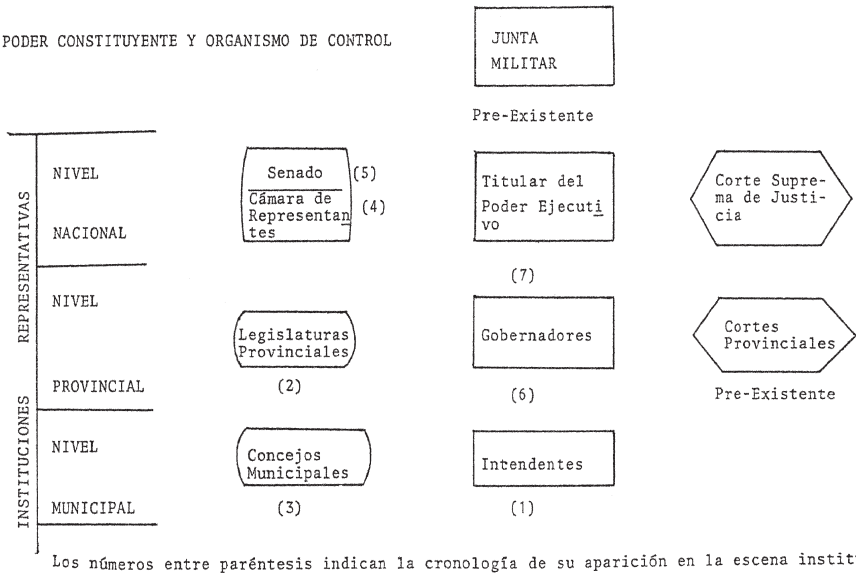 PODER CONSTITUYENTE Y ORGANISMO DE CONTROL
JUNTA
MILITAR
Pre-Existente
INSTITUCIONES REPRESENTATIVAS
NIVEL
NACIONAL
Senado (5)
Cámara de
Representan
tes
(4)
Titular del
Poder Ejecuti
vo
(7)
Corte Supre-
ma de Justi-
cia
NIVEL
PROVINCIAL
Legislaturas
Provinciales
(2)
Gobernadores
(6)
Cortes
Provinciales
Pre-Existente
NIVEL
MUNICIPAL
Concejos
Municipales
(3)
Intendentes
(1)
Los números entre paréntesis indican la cronología de su aparición en la escena instit